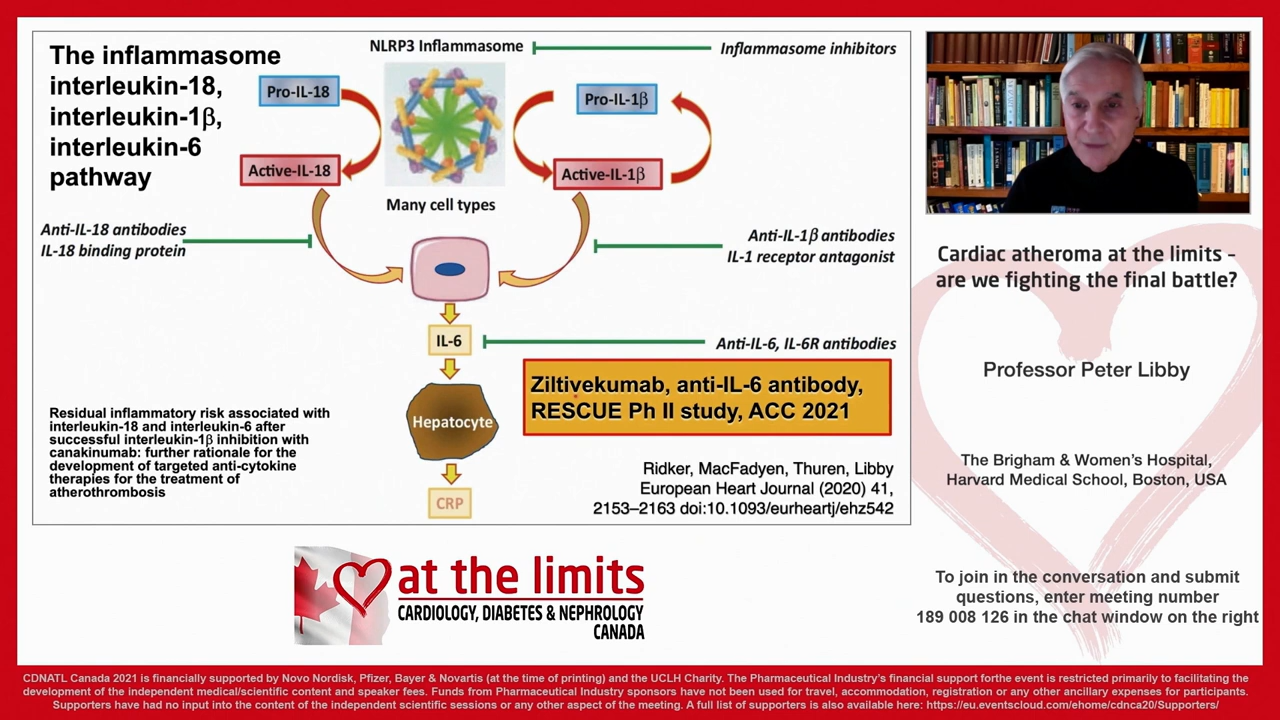 The inflammasome
interleukin-18,
interleukin-1β,
interleukin-6
pathway
NLRP3 Inflammasome
Inflammasome inhibitors
Pro-IL-18
Pro-IL-1β
Active-IL-18
Active-IL-1β
Many cell types
Anti-IL-18 antibodies
IL-18 binding protein
Anti-IL-1β antibodies
IL-1 receptor antagonist
IL-6
Anti-IL-6, IL-6R antibodies
Ziltivekumab, anti-IL-6 antibody,
RESCUE Ph II study, ACC 2021
Hepatocyte
CRP
Residual inflammatory risk associated with
interleukin-18 and interleukin-6 after
successful interleukin-1β inhibition with
canakinumab: further rationale for the
development of targeted anti-cytokine
therapies for the treatment of
atherothrombosis
Ridker, MacFadyen, Thuren, Libby
European Heart Journal (2020) 41,
2153–2163 doi:10.1093/eurheartj/ehz542
Cardiac atheroma at the limits –
are we fighting the final battle?
Professor Peter Libby
The Brigham & Women's Hospital,
Harvard Medical School, Boston, USA
To join in the conversation and submit
questions, enter meeting number
189 008 126 in the chat window on the right
at the limits
CARDIOLOGY, DIABETES & NEPHROLOGY
CANADA
CDNATL Canada 2021 is financially supported by Novo Nordisk, Pfizer, Bayer & Novartis (at the time of printing) and the UCLH Charity. The Pharmaceutical Industry's financial support forthe event is restricted primarily to facilitating the
development of the independent medical/scientific content and speaker fees. Funds from Pharmaceutical Industry sponsors have not been used for travel, accommodation, registration or any other ancillary expenses for participants.
Supporters have had no input into the content of the independent scientific sessions or any other aspect of the meeting. A full list of supporters is also available here: https://eu.eventscloud.com/ehome/cdnca20/Supporters/